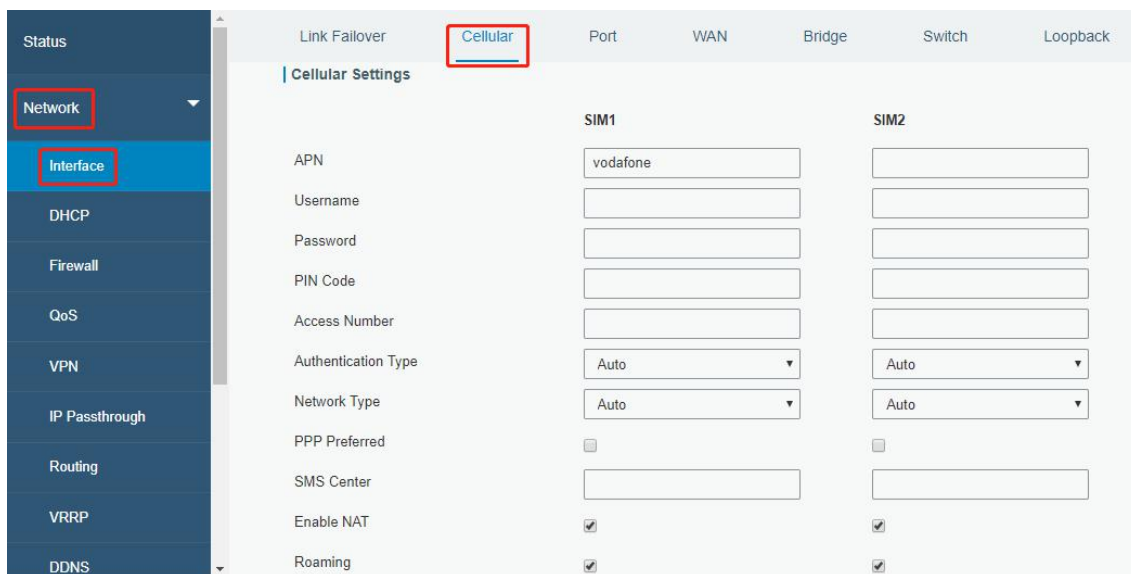 Status
Network
Interface
DHCP
Firewall
QoS
VPN
IP Passthrough
Routing
VRRP
DDNS
Link Failover Cellular Port WAN Bridge Switch Loopback
Cellular Settings
SIM1 SIM2
APN vodafone
Username
Password
PIN Code
Access Number
Authentication Type Auto Auto
Network Type Auto Auto
PPP Preferred
SMS Center
Enable NAT
Roaming